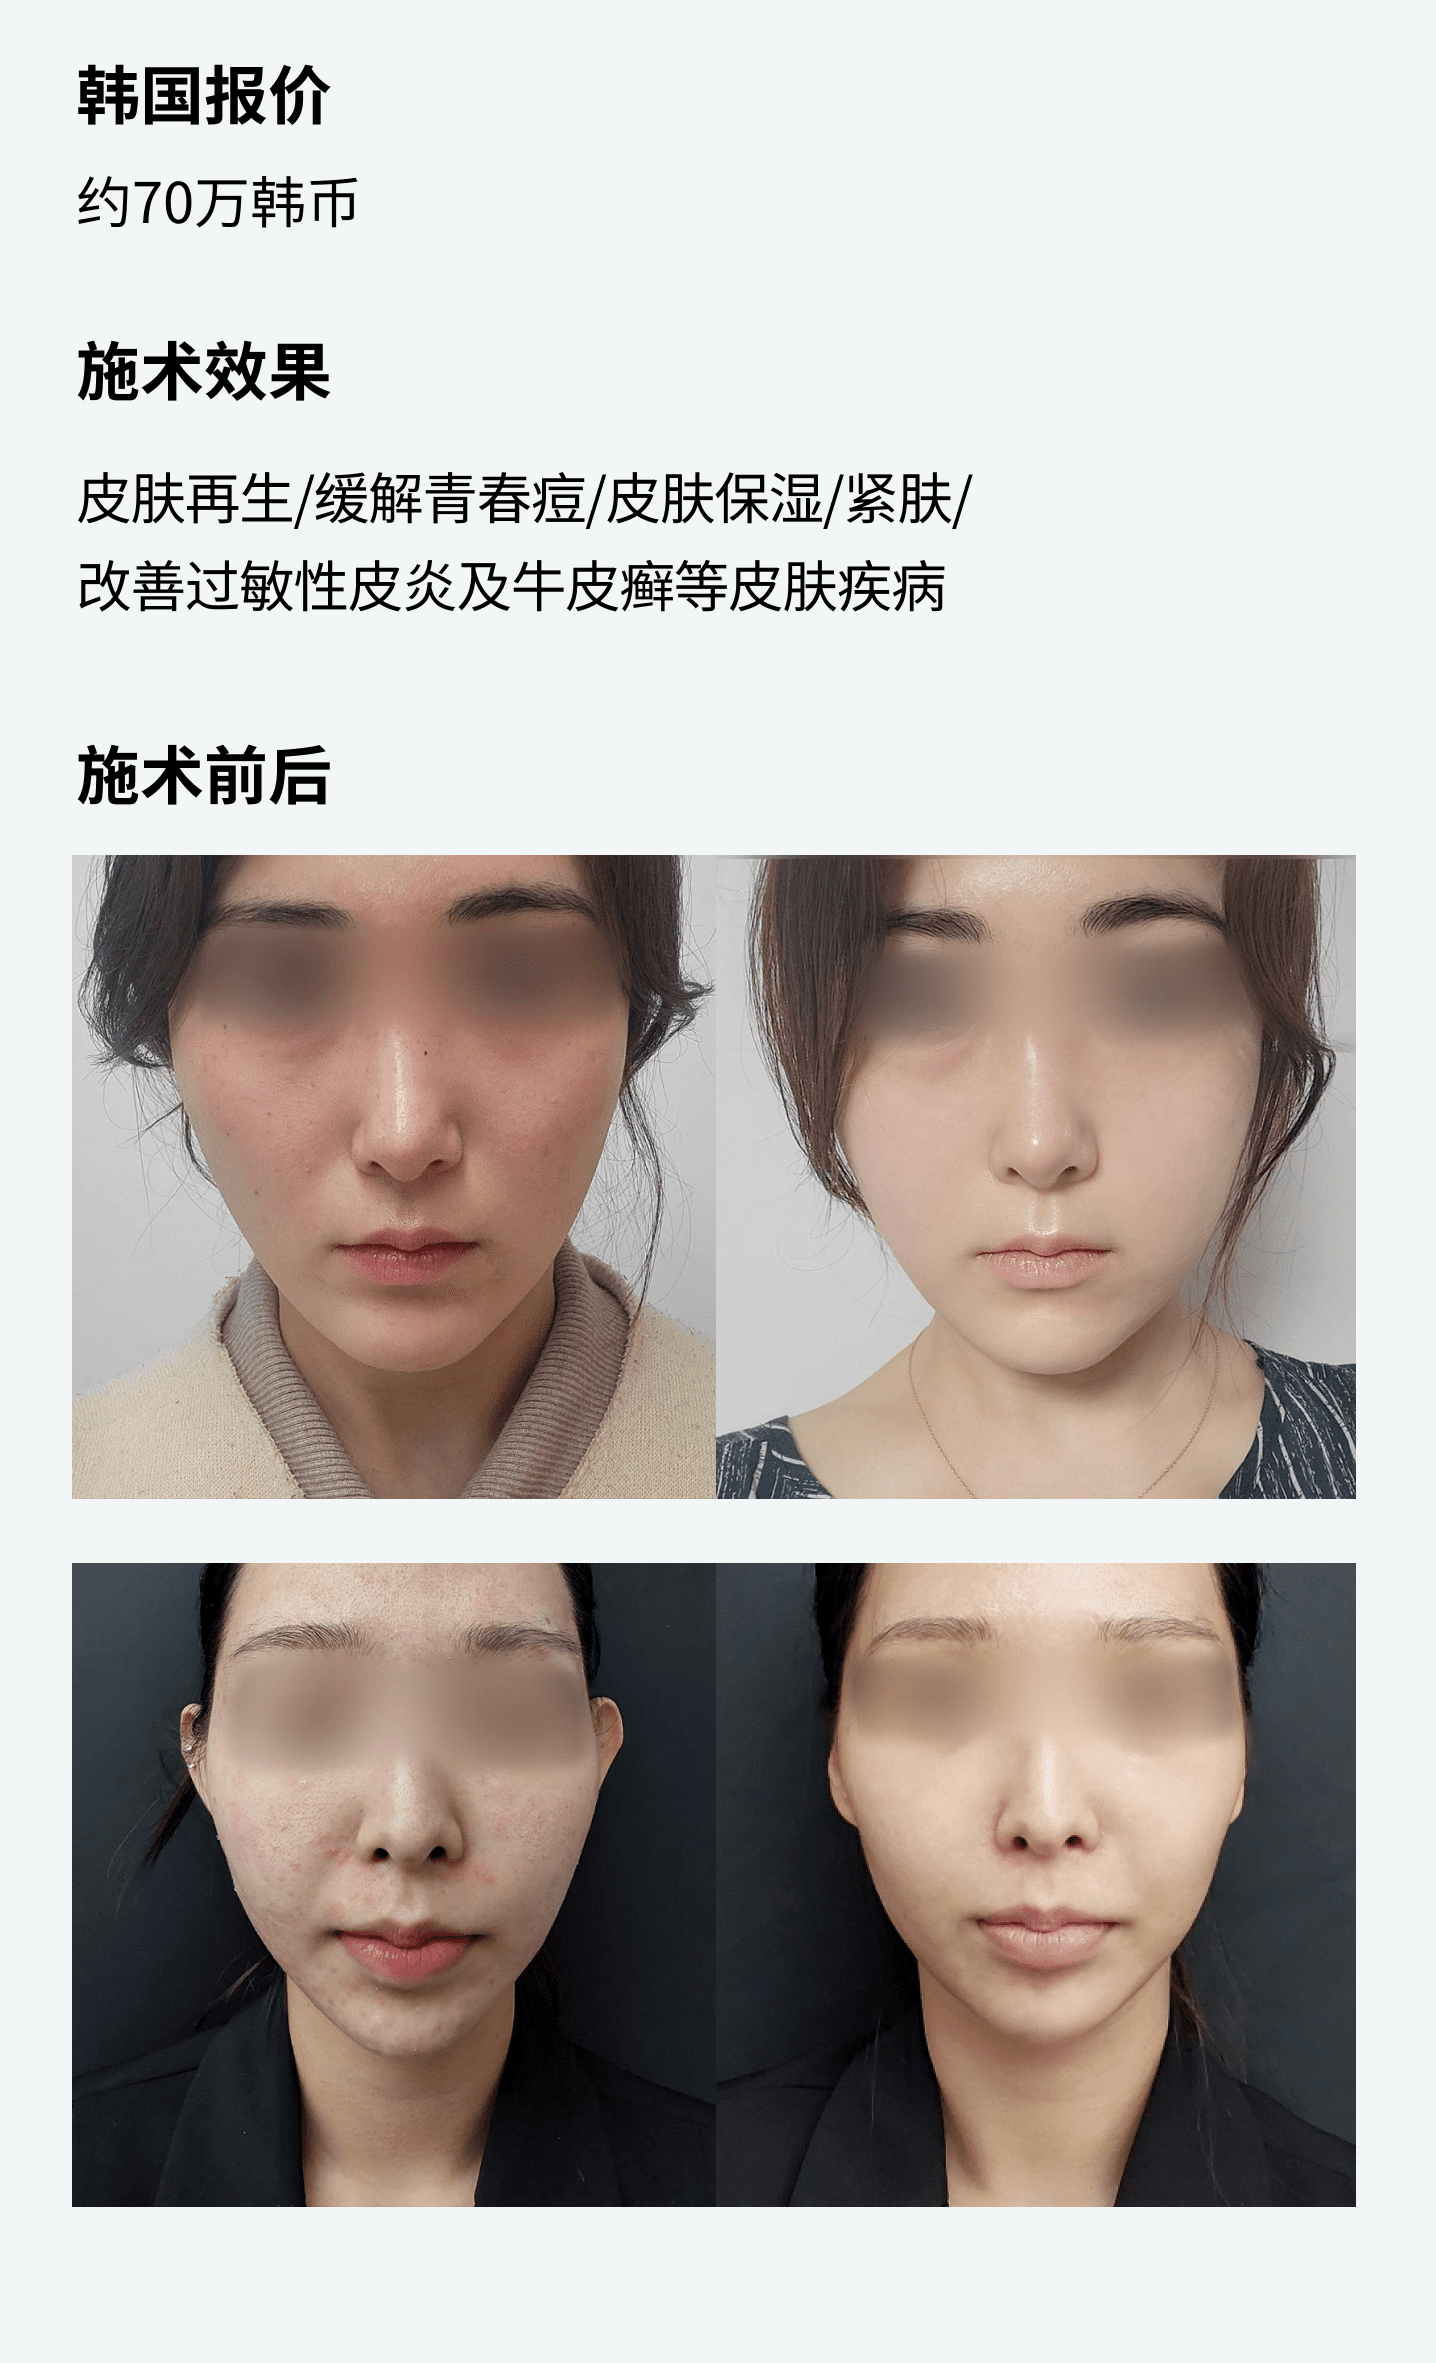 韩国报价
约70万韩币
施术效果
皮肤再生/缓解青春痘/皮肤保湿/紧肤/
改善过敏性皮炎及牛皮癣等皮肤疾病
施术前后